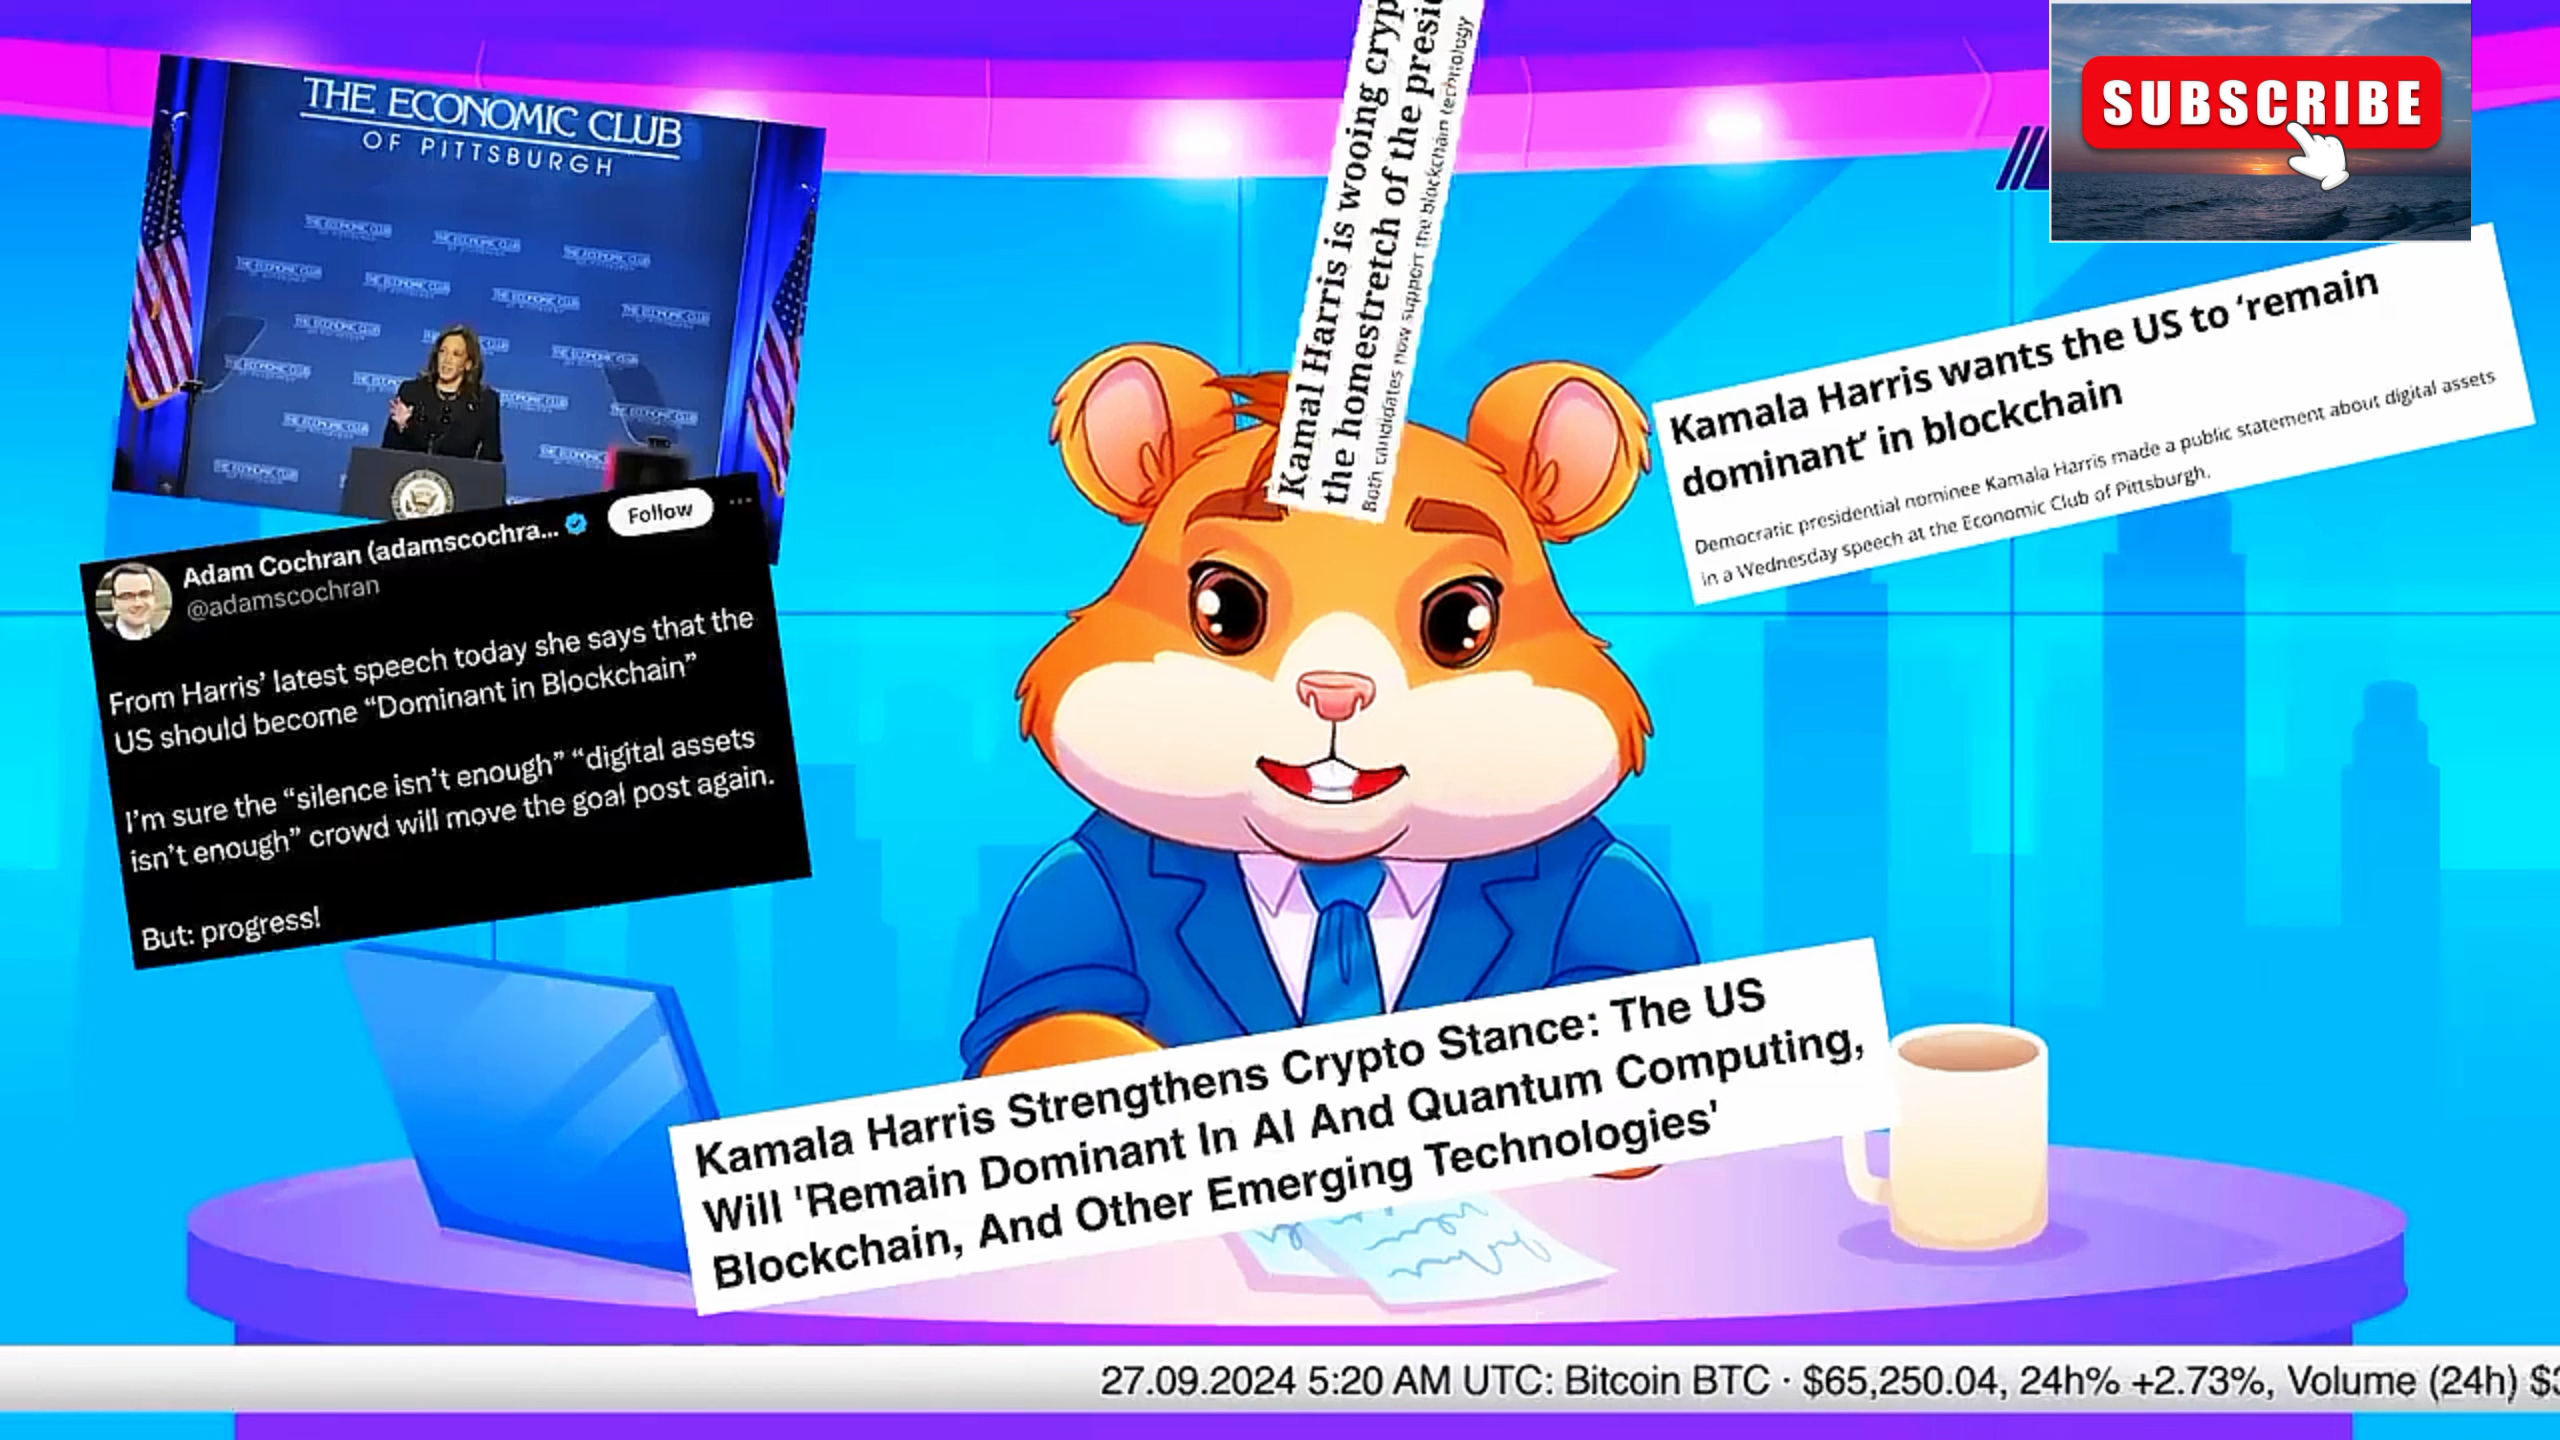 THE ECONOMIC CLUB
OF PITTSBURGH
SUBSCRIBE
Kamal Harris is wooing cryp
the homestretch of the presid
Both candidates now support the blockchain technology
Kamala Harris wants the US to ‘remain
dominant’ in blockchain
Democratic presidential nominee Kamala Harris made a public statement about digital assets
in a Wednesday speech at the Economic Club of Pittsburgh.
Adam Cochran (adamscochra...
Follow
@adamscochran
From Harris’ latest speech today she says that the
US should become “Dominant in Blockchain”
I’m sure the “silence isn’t enough” “digital assets
isn’t enough” crowd will move the goal post again.
But: progress!
Kamala Harris Strengthens Crypto Stance: The US
Will 'Remain Dominant In AI And Quantum Computing,
Blockchain, And Other Emerging Technologies'
27.09.2024 5:20 AM UTC: Bitcoin BTC · $65,250.04, 24h% +2.73%, Volume (24h) $3